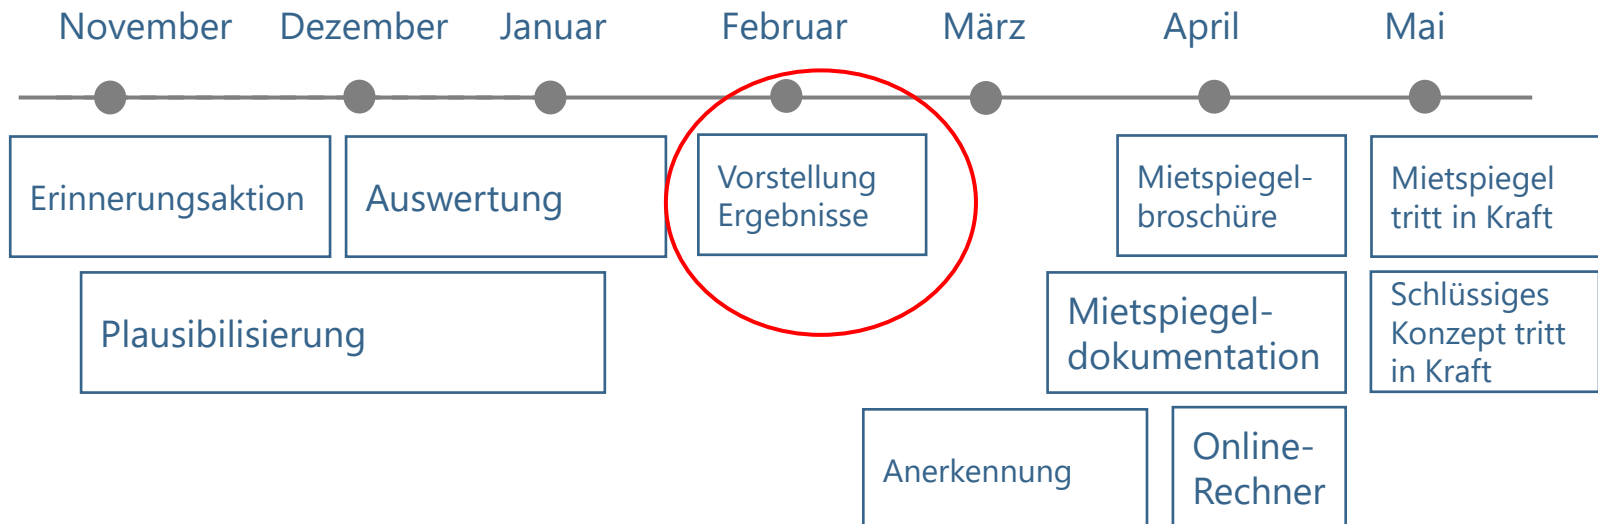 November Dezember Januar Februar März April Mai
Erinnerungsaktion
Auswertung
Vorstellung
Ergebnisse
Mietspiegel-
broschüre
Mietspiegel
tritt in Kraft
Plausibilisierung
Mietspiegel-
dokumentation
Schlüssiges
Konzept tritt
in Kraft
Anerkennung
Online-
Rechner